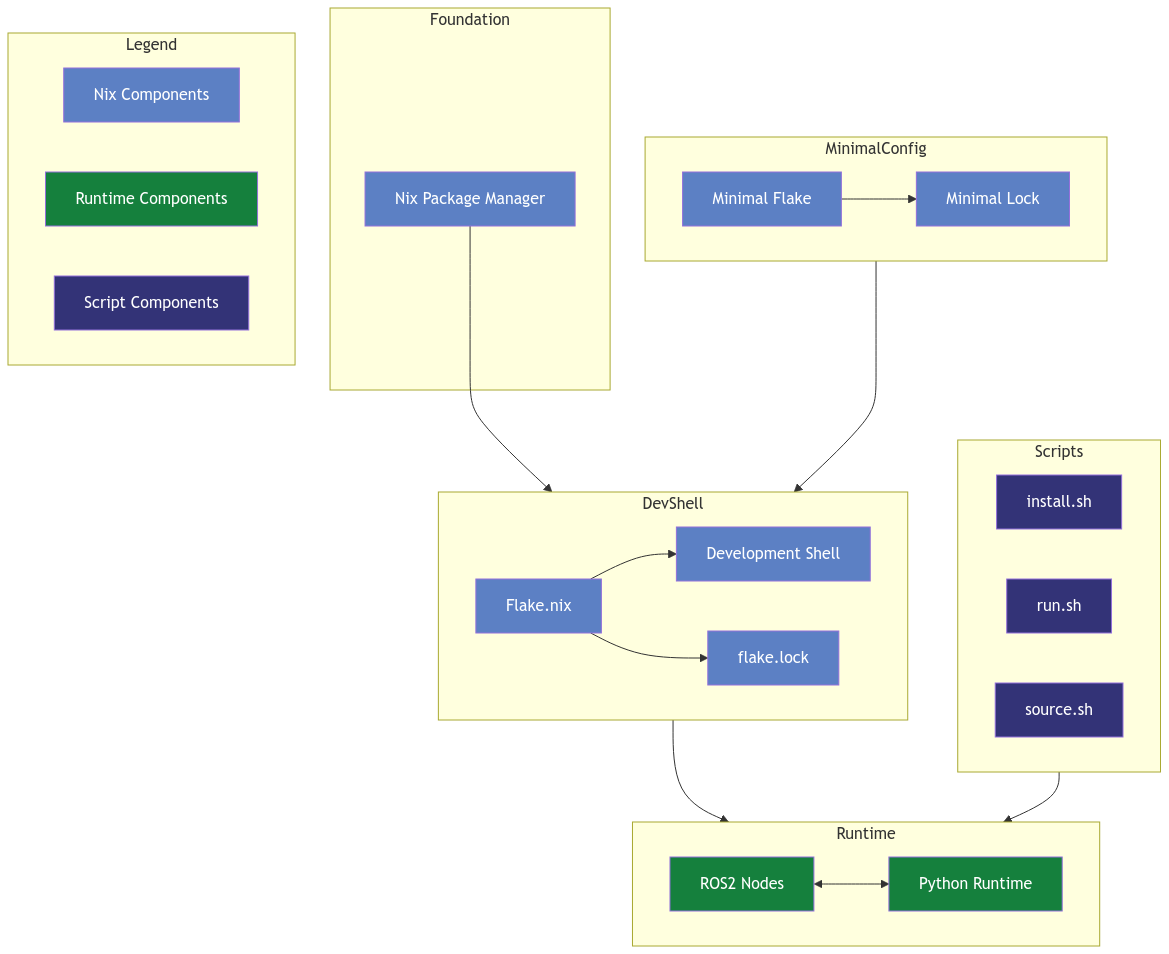 Legend
Nix Components
Runtime Components
Script Components
Foundation
Nix Package Manager
MinimalConfig
Minimal Flake
Minimal Lock
DevShell
Flake.nix
Development Shell
flake.lock
Scripts
install.sh
run.sh
source.sh
Runtime
ROS2 Nodes
Python Runtime